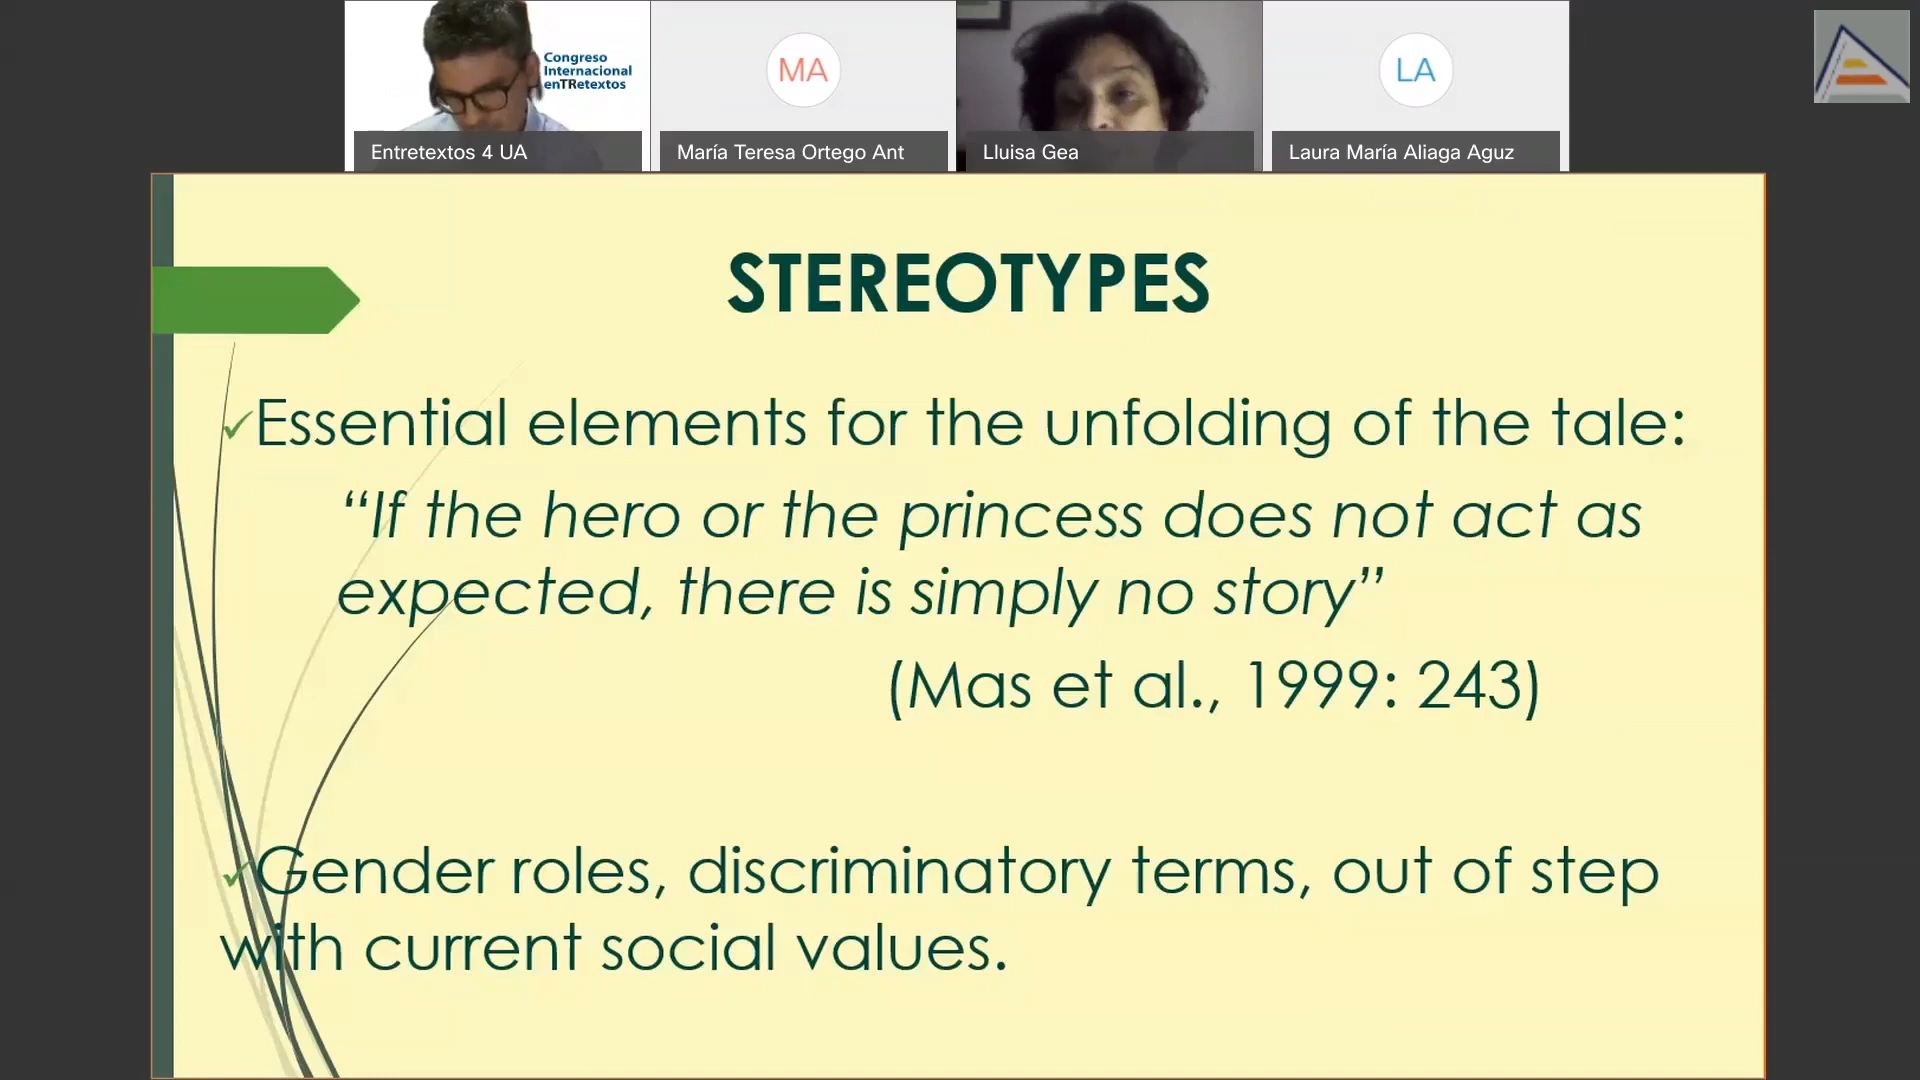 Congreso
Internacional
enTRetextos
MA
LA
Entretextos 4 UA
María Teresa Ortego Ant
Lluisa Gea
Laura María Aliaga Aguz
STEREOTYPES
✓Essential elements for the unfolding of the tale:
“If the hero or the princess does not act as
expected, there is simply no story”
(Mas et al., 1999: 243)
✓Gender roles, discriminatory terms, out of step
with current social values.